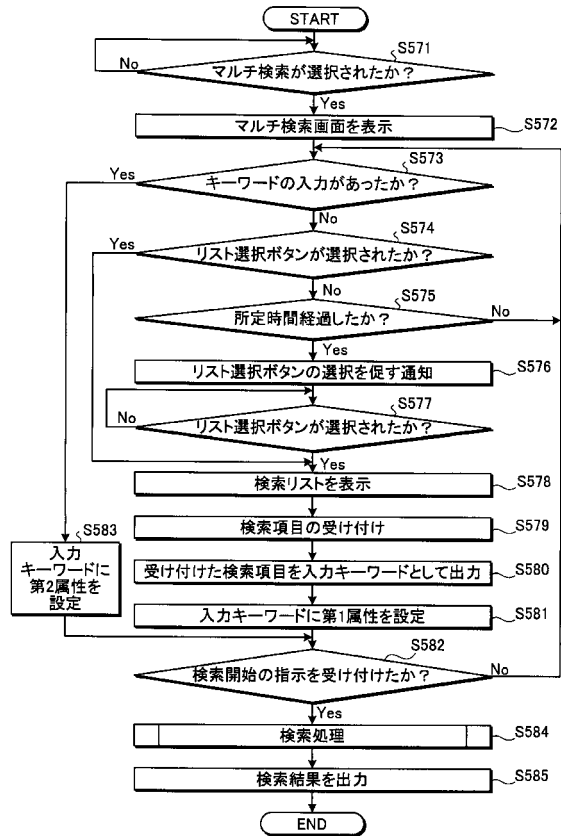 START
S571
マルチ検索が選択されたか？
No
Yes
マルチ検索画面を表示
S572
S573
キーワードの入力があったか？
Yes
No
S574
リスト選択ボタンが選択されたか？
Yes
No
S575
所定時間経過したか？
No
Yes
リスト選択ボタンの選択を促す通知
S576
S577
リスト選択ボタンが選択されたか？
No
Yes
検索リストを表示
S578
検索項目の受け付け
S579
S583
入力
キーワードに
第2属性を
設定
受け付けた検索項目を入力キーワードとして出力
S580
入力キーワードに第1属性を設定
S581
S582
検索開始の指示を受け付けたか？
No
Yes
検索処理
S584
検索結果を出力
S585
END